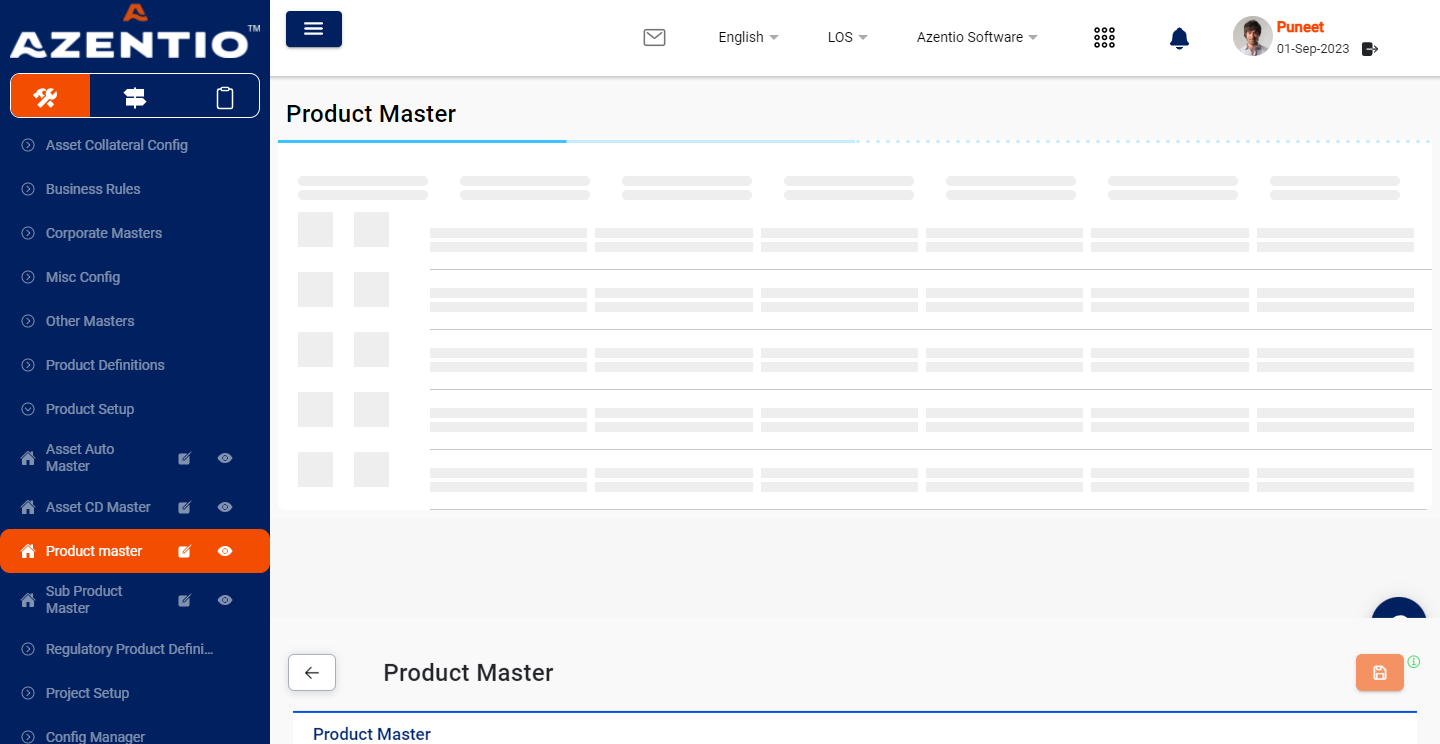 AZENTIO™
English
LOS
Azentio Software
Puneet
01-Sep-2023
Asset Collateral Config
Business Rules
Corporate Masters
Misc Config
Other Masters
Product Definitions
Product Setup
Asset Auto
Master
Asset CD Master
Product master
Sub Product
Master
Regulatory Product Defini...
Project Setup
Config Manager
Product Master
Product Master
Product Master